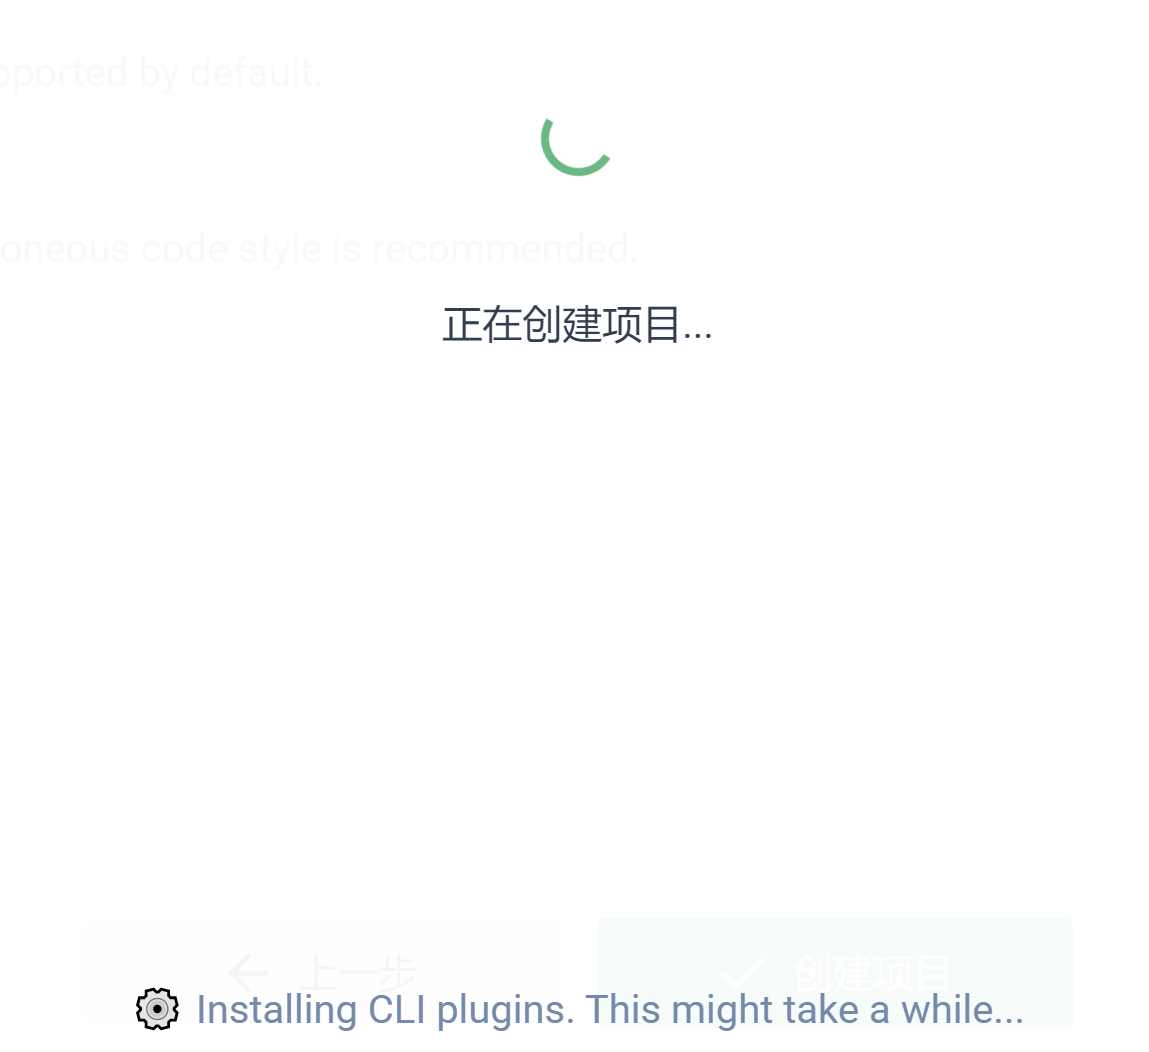 pported by default.
oneous code style is recommended.
正在创建项目...
上一步
创建项目
Installing CLI plugins. This might take a while...